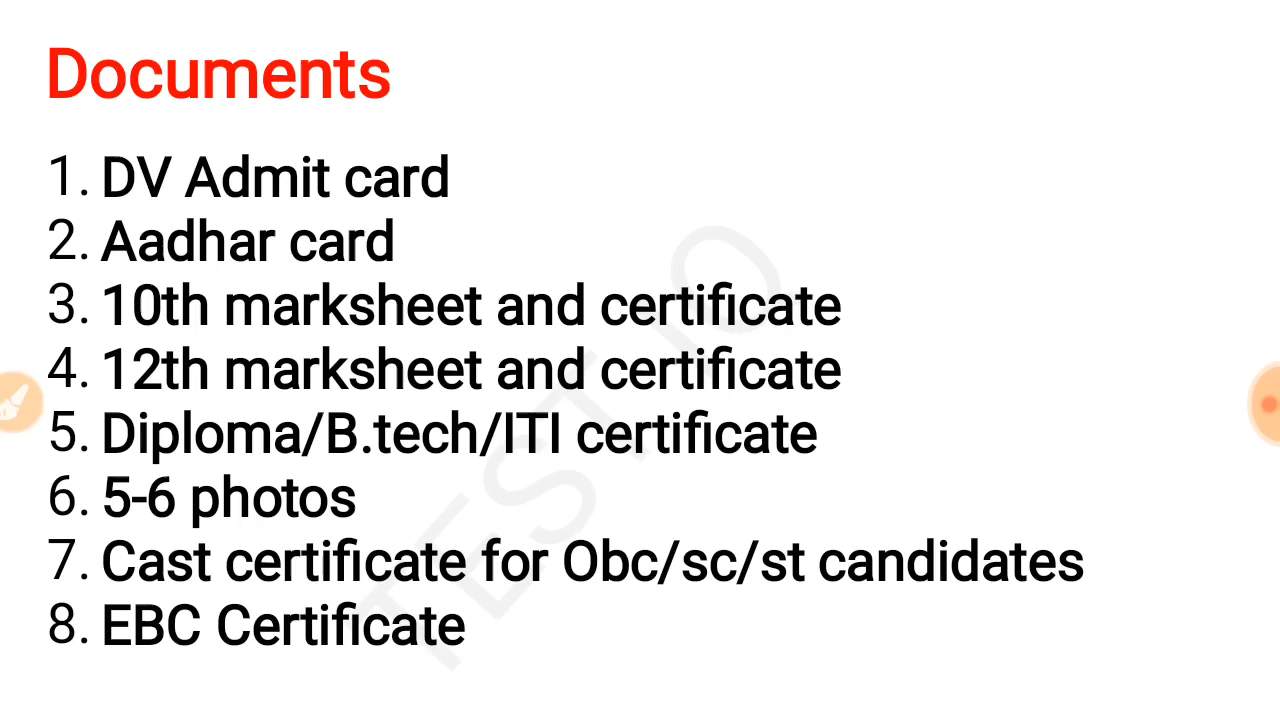 Documents
1. DV Admit card
2. Aadhar card
3. 10th marksheet and certificate
4. 12th marksheet and certificate
5. Diploma/B.tech/ITI certificate
6. 5-6 photos
7. Cast certificate for Obc/sc/st candidates
8. EBC Certificate
TEST.IO